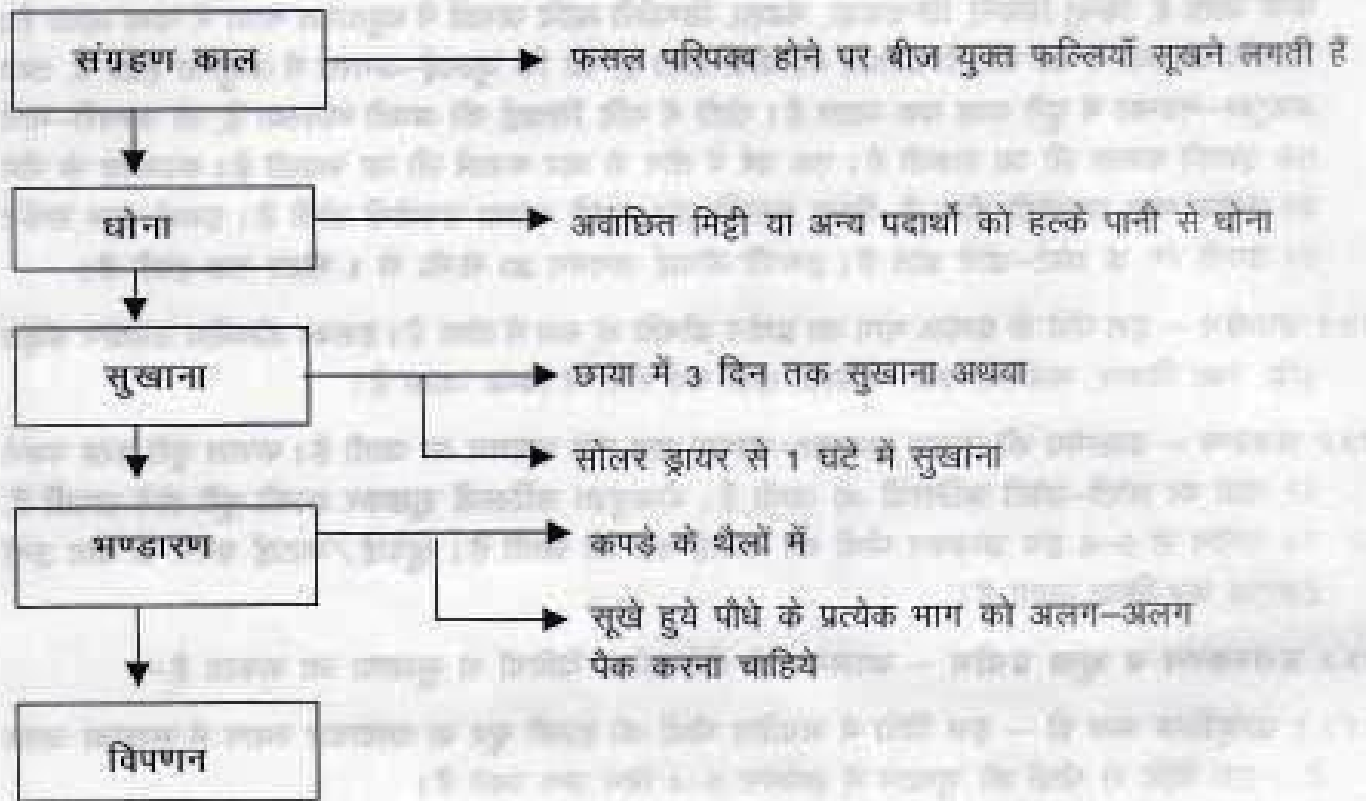 संग्रहण काल
फसल परिपक्व होने पर बीज युक्त फल्लियाँ सूखने लगती हैं
धोना
अवांछित मिट्टी या अन्य पदार्थों को हल्के पानी से धोना
सुखाना
छाया में 3 दिन तक सुखाना अथवा
सोलर ड्रायर से 1 घंटे में सुखाना
भण्डारण
कपड़े के थैलों में
सूखे हुये पौधे के प्रत्येक भाग को अलग–अलग
पैक करना चाहिये
विपणन